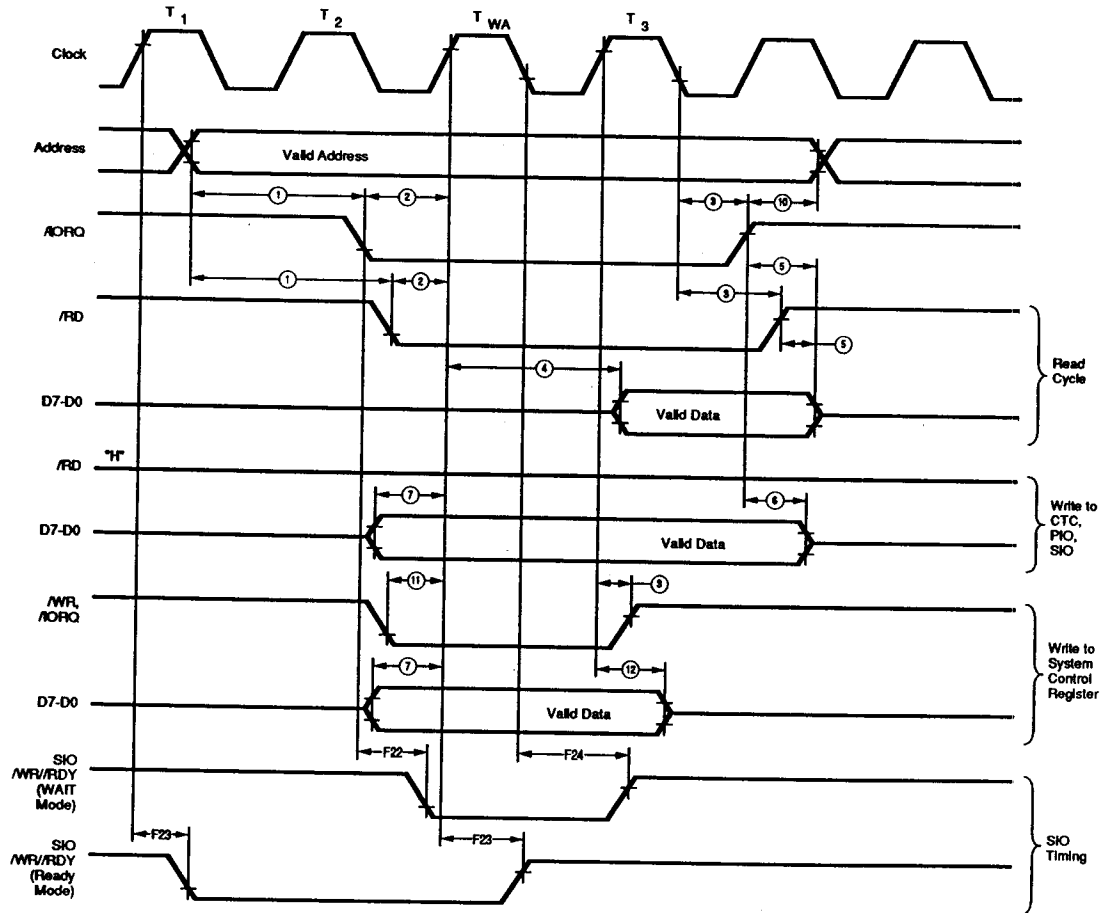 T 1
T 2
T WA
T 3
Clock
Address
Valid Address
1
2
3
10
/IORQ
5
1
2
3
/RD
5
4
Read
Cycle
D7-D0
Valid Data
/RD
"H"
7
6
Write to
CTC,
PIO,
SIO
D7-D0
Valid Data
11
3
/WR,
/IORQ
7
12
Write to
System
Control
Register
D7-D0
Valid Data
F22
F24
SIO
/WR//RDY
(WAIT
Mode)
F23
F23
SIO
Timing
SIO
/WR//RDY
(Ready
Mode)